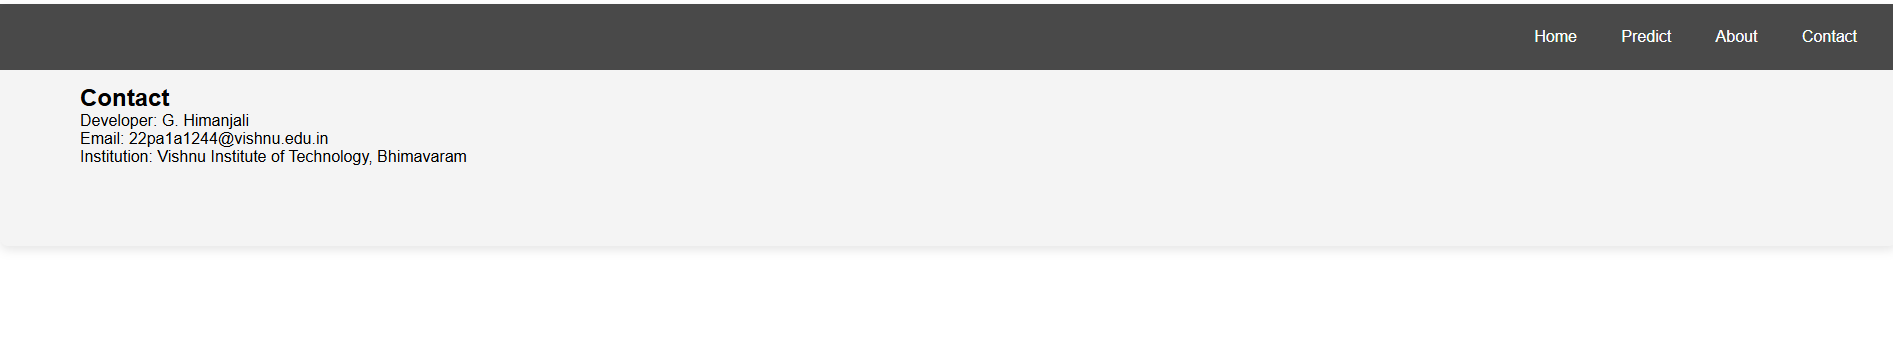 Home Predict About Contact
Contact
Developer: G. Himanjali
Email: 22pa1a1244@vishnu.edu.in
Institution: Vishnu Institute of Technology, Bhimavaram